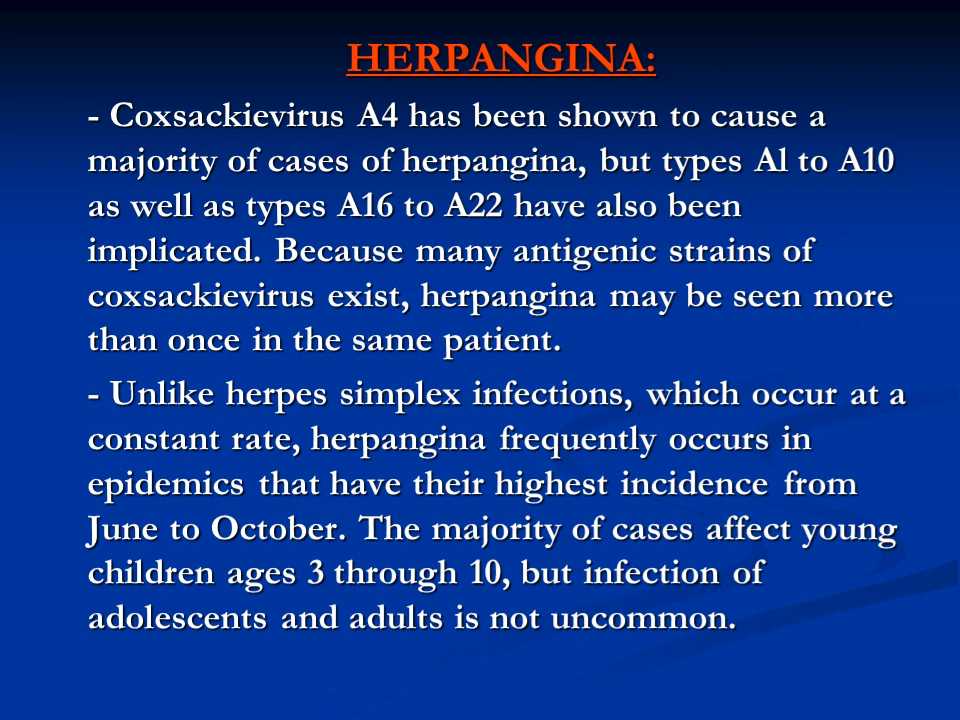 HERPANGINA:
- Coxsackievirus A4 has been shown to cause a
majority of cases of herpangina, but types Al to A10
as well as types A16 to A22 have also been
implicated. Because many antigenic strains of
coxsackievirus exist, herpangina may be seen more
than once in the same patient.
- Unlike herpes simplex infections, which occur at a
constant rate, herpangina frequently occurs in
epidemics that have their highest incidence from
June to October. The majority of cases affect young
children ages 3 through 10, but infection of
adolescents and adults is not uncommon.